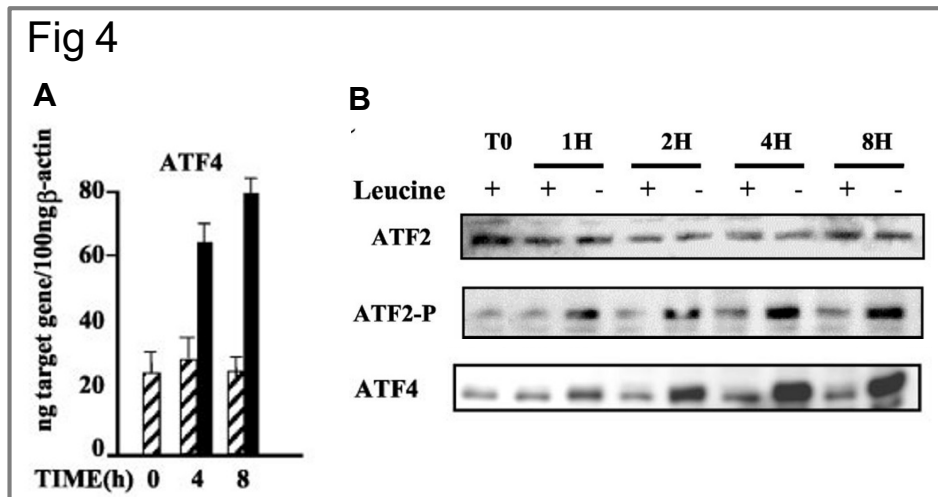 Fig 4
A
ATF4
ng target gene/100ngβ-actin
80
60
40
20
0
TIME(h) 0 4 8
B
T0 1H 2H 4H 8H
Leucine + + - + - + - + -
ATF2
ATF2-P
ATF4